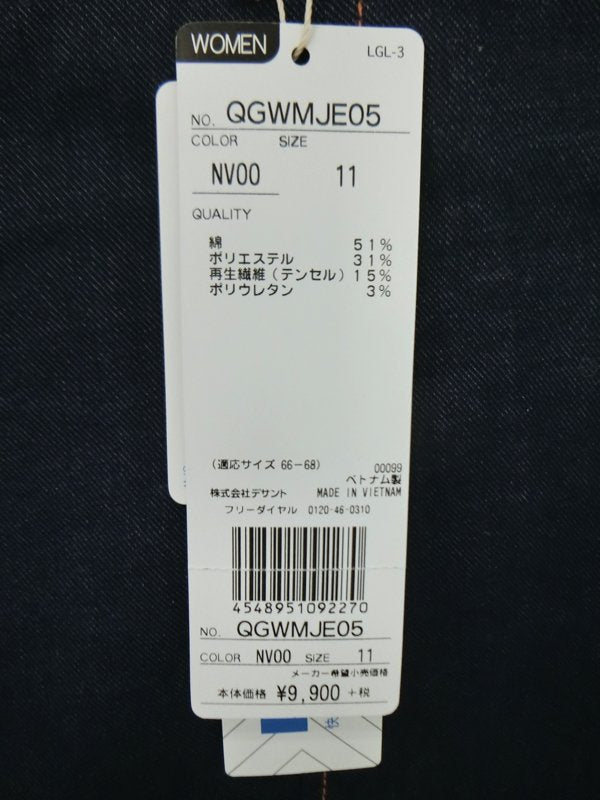 WOMEN
LGL-3
NO. QGWMJE05
COLOR SIZE
NV00 11
QUALITY
綿 51%
ポリエステル 31%
再生繊維(テンセル) 15%
ポリウレタン 3%
(適応サイズ 66-68) 00099
ベトナム製
株式会社デサント MADE IN VIETNAM
フリーダイヤル 0120-46-0310
4548951092270
NO. QGWMJE05
COLOR NV00 SIZE 11
メーカー希望小売価格
本体価格 ¥9,900 +税